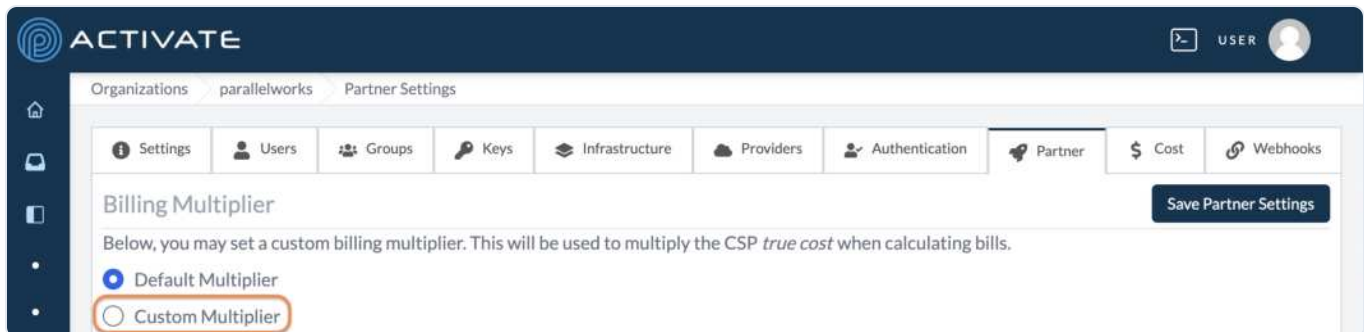 ACTIVATE
USER
Organizations parallelworks Partner Settings
Settings Users Groups Keys Infrastructure Providers Authentication Partner Cost Webhooks
Billing Multiplier
Save Partner Settings
Below, you may set a custom billing multiplier. This will be used to multiply the CSP true cost when calculating bills.
Default Multiplier
Custom Multiplier